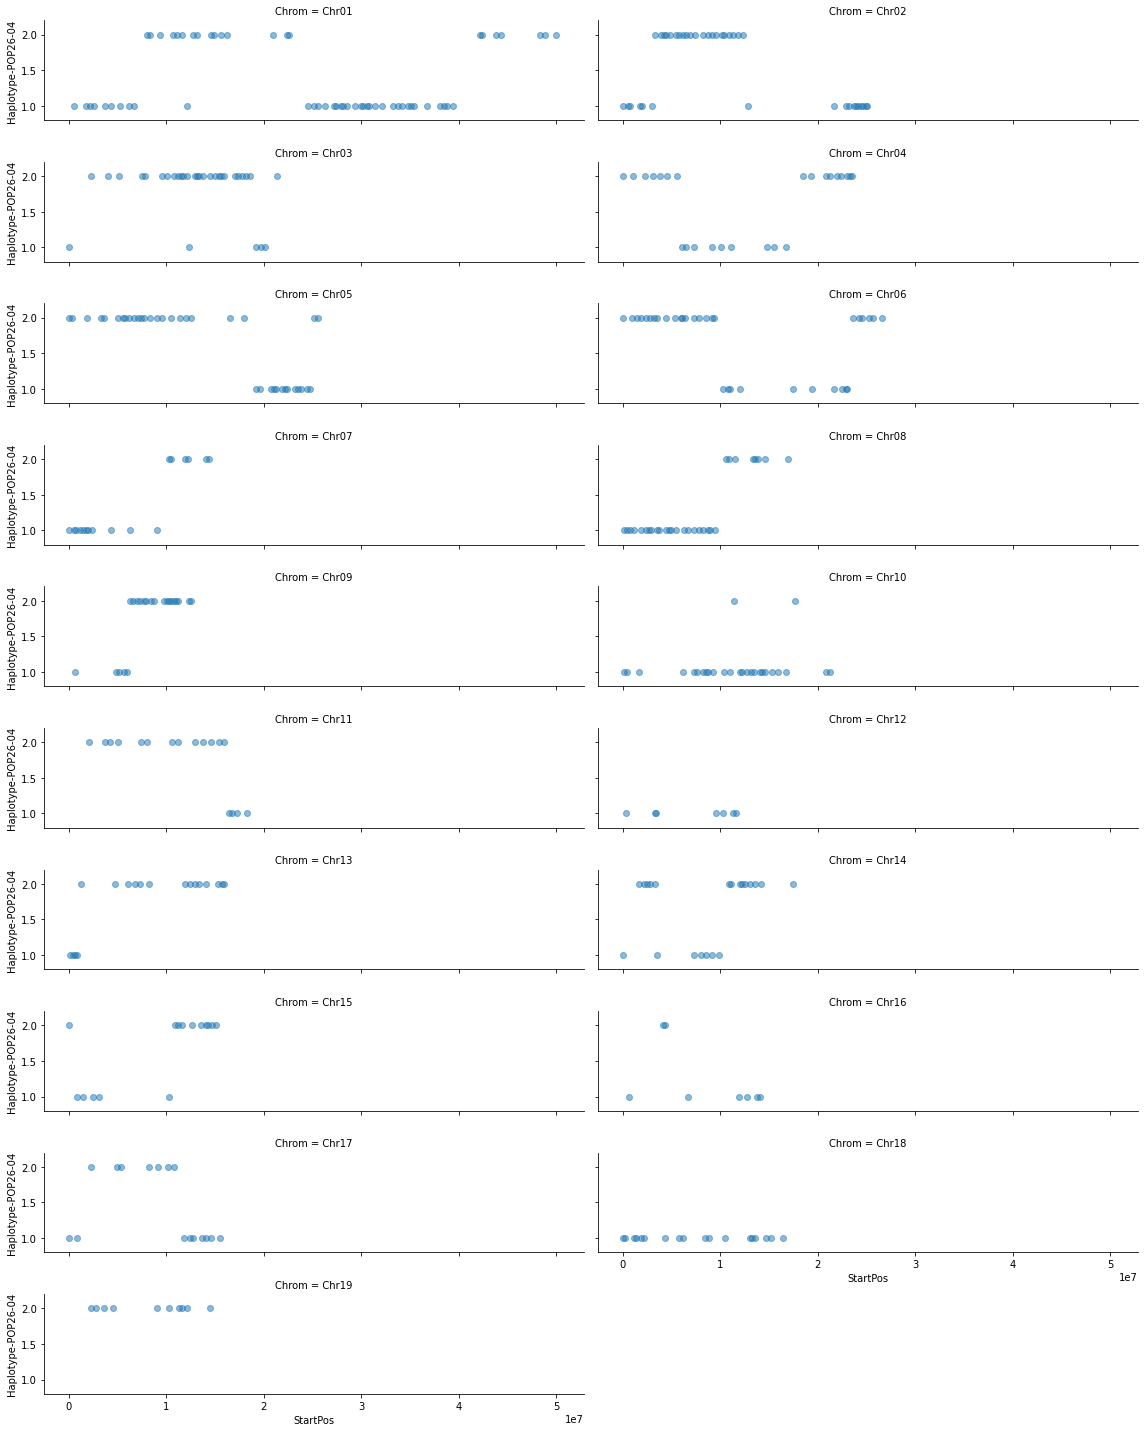 Chrom = Chr01
Chrom = Chr02
Haplotype-POP26-04
2.0
1.5
1.0
Chrom = Chr03
Chrom = Chr04
Haplotype-POP26-04
2.0
1.5
1.0
Chrom = Chr05
Chrom = Chr06
Haplotype-POP26-04
2.0
1.5
1.0
Chrom = Chr07
Chrom = Chr08
Haplotype-POP26-04
2.0
1.5
1.0
Chrom = Chr09
Chrom = Chr10
Haplotype-POP26-04
2.0
1.5
1.0
Chrom = Chr11
Chrom = Chr12
Haplotype-POP26-04
2.0
1.5
1.0
Chrom = Chr13
Chrom = Chr14
Haplotype-POP26-04
2.0
1.5
1.0
Chrom = Chr15
Chrom = Chr16
Haplotype-POP26-04
2.0
1.5
1.0
Chrom = Chr17
Chrom = Chr18
Haplotype-POP26-04
2.0
1.5
1.0
0 1 2 3 4 5
StartPos
1e7
Chrom = Chr19
Haplotype-POP26-04
2.0
1.5
1.0
0 1 2 3 4 5
StartPos
1e7